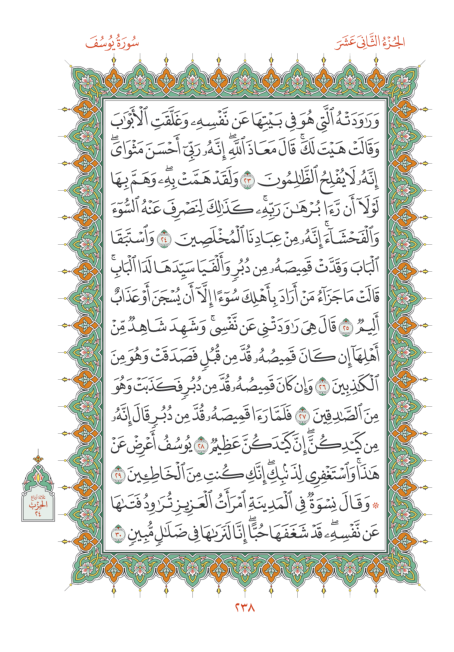 الجُزْءُ الثَّانِىَ عَشَرَ
سُورَةُ يُوسُفَ
وَرَٰوَدَتْهُ ٱلَّتِى هُوَ فِى بَيْتِهَا عَن نَّفْسِهِۦ وَغَلَّقَتِ ٱلْأَبْوَٰبَ
وَقَالَتْ هَيْتَ لَكَۚ قَالَ مَعَاذَ ٱللَّهِۖ إِنَّهُۥ رَبِّىٓ أَحْسَنَ مَثْوَاىَۖ
إِنَّهُۥ لَا يُفْلِحُ ٱلظَّٰلِمُونَ ٢٣ وَلَقَدْ هَمَّتْ بِهِۦۖ وَهَمَّ بِهَا
لَوْلَآ أَن رَّءَا بُرْهَٰنَ رَبِّهِۦۚ كَذَٰلِكَ لِنَصْرِفَ عَنْهُ ٱلسُّوٓءَ
وَٱلْفَحْشَآءَۚ إِنَّهُۥ مِنْ عِبَادِنَا ٱلْمُخْلَصِينَ ٢٤ وَٱسْتَبَقَا
ٱلْبَابَ وَقَدَّتْ قَمِيصَهُۥ مِن دُبُرٍ وَأَلْفَيَا سَيِّدَهَا لَدَا ٱلْبَابِۚ
قَالَتْ مَا جَزَآءُ مَنْ أَرَادَ بِأَهْلِكَ سُوٓءًا إِلَّآ أَن يُسْجَنَ أَوْ عَذَابٌ
أَلِيمٌ ٢٥ قَالَ هِىَ رَٰوَدَتْنِى عَن نَّفْسِىۚ وَشَهِدَ شَاهِدٌ مِّنْ
أَهْلِهَآ إِن كَانَ قَمِيصُهُۥ قُدَّ مِن قُبُلٍ فَصَدَقَتْ وَهُوَ مِنَ
ٱلْكَٰذِبِينَ ٢٦ وَإِن كَانَ قَمِيصُهُۥ قُدَّ مِن دُبُرٍ فَكَذَبَتْ وَهُوَ
مِنَ ٱلصَّٰدِقِينَ ٢٧ فَلَمَّا رَءَا قَمِيصَهُۥ قُدَّ مِن دُبُرٍ قَالَ إِنَّهُۥ
مِن كَيْدِكُنَّۖ إِنَّ كَيْدَكُنَّ عَظِيمٌ ٢٨ يُوسُفُ أَعْرِضْ عَنْ
هَٰذَاۚ وَٱسْتَغْفِرِى لِذَنۢبِكِۖ إِنَّكِ كُنتِ مِنَ ٱلْخَاطِـِٔينَ ٢٩
۞ وَقَالَ نِسْوَةٌ فِى ٱلْمَدِينَةِ ٱمْرَأَتُ ٱلْعَزِيزِ تُرَٰوِدُ فَتَىٰهَا
عَن نَّفْسِهِۦۖ قَدْ شَغَفَهَا حُبًّاۖ إِنَّا لَنَرَىٰهَا فِى ضَلَٰلٍ مُّبِينٍ ٣٠
الحِزْبِ
٢٤
٢٣٨